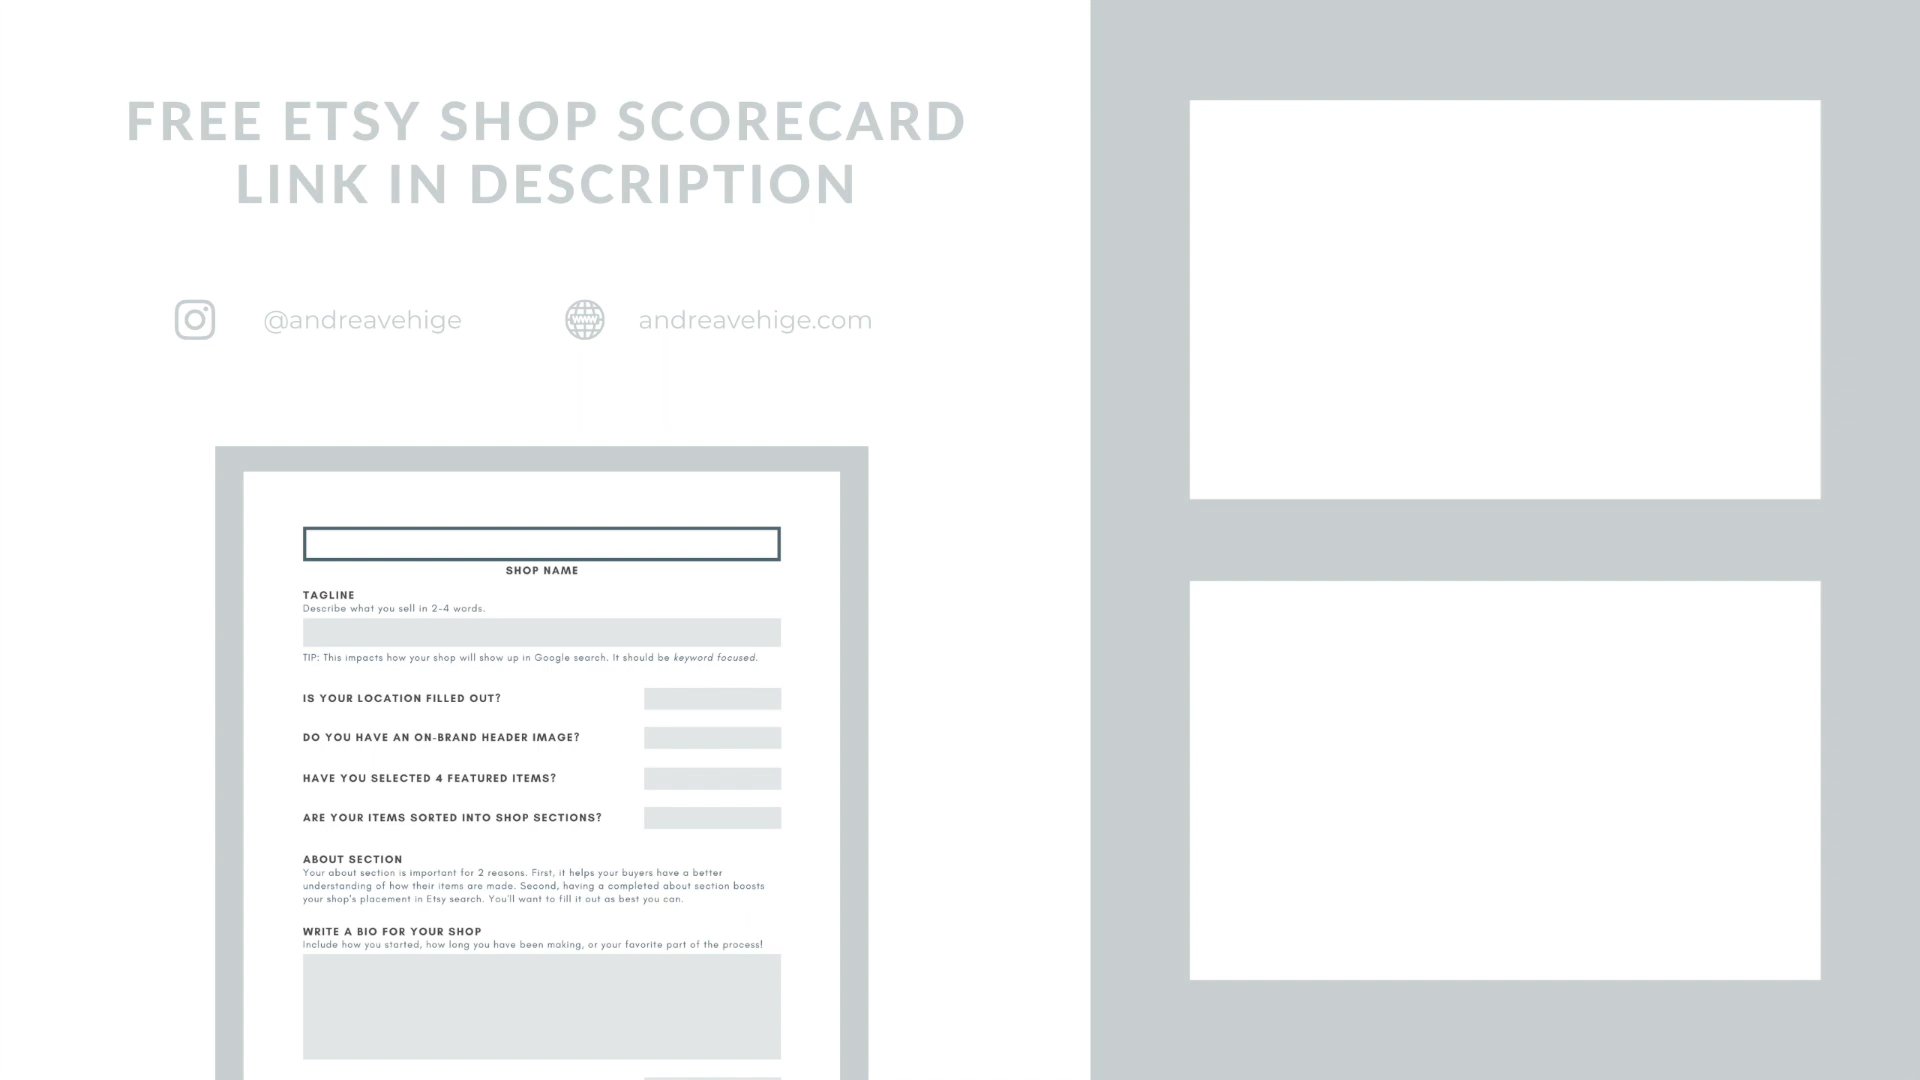 FREE ETSY SHOP SCORECARD
LINK IN DESCRIPTION
@andreavehige
www
andreavehige.com
SHOP NAME
TAGLINE
Describe what you sell in 2-4 words.
TIP: This impacts how your shop will show up in Google search. It should be keyword focused.
IS YOUR LOCATION FILLED OUT?
DO YOU HAVE AN ON-BRAND HEADER IMAGE?
HAVE YOU SELECTED 4 FEATURED ITEMS?
ARE YOUR ITEMS SORTED INTO SHOP SECTIONS?
ABOUT SECTION
Your about section is important for 2 reasons. First, it helps your buyers have a better
understanding of how their items are made. Second, having a completed about section boosts
your shop's placement in Etsy search. You'll want to fill it out as best you can.
WRITE A BIO FOR YOUR SHOP
Include how you started, how long you have been making, or your favorite part of the process!